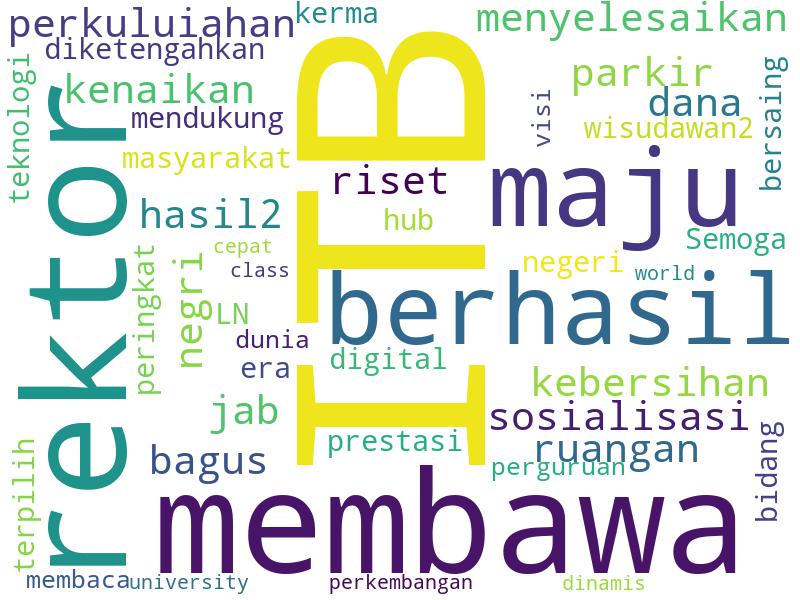 perkuluiahan
kerma
menyelesaikan
diketengahkan
teknologi
kenaikan
mendukung
masyarakat
parkir
dana
visi
wisudawan2
bersaing
ITB
rektor
riset
maju
hasil2
hub
Semoga
cepat
class
negeri
world
peringkat
negri
LN
berhasil
dunia
era
digital
jab
kebersihan
sosialisasi
prestasi
ruangan
bagus
perguruan
bidang
terpilih
membawa
membaca
university
perkembangan
dinamis